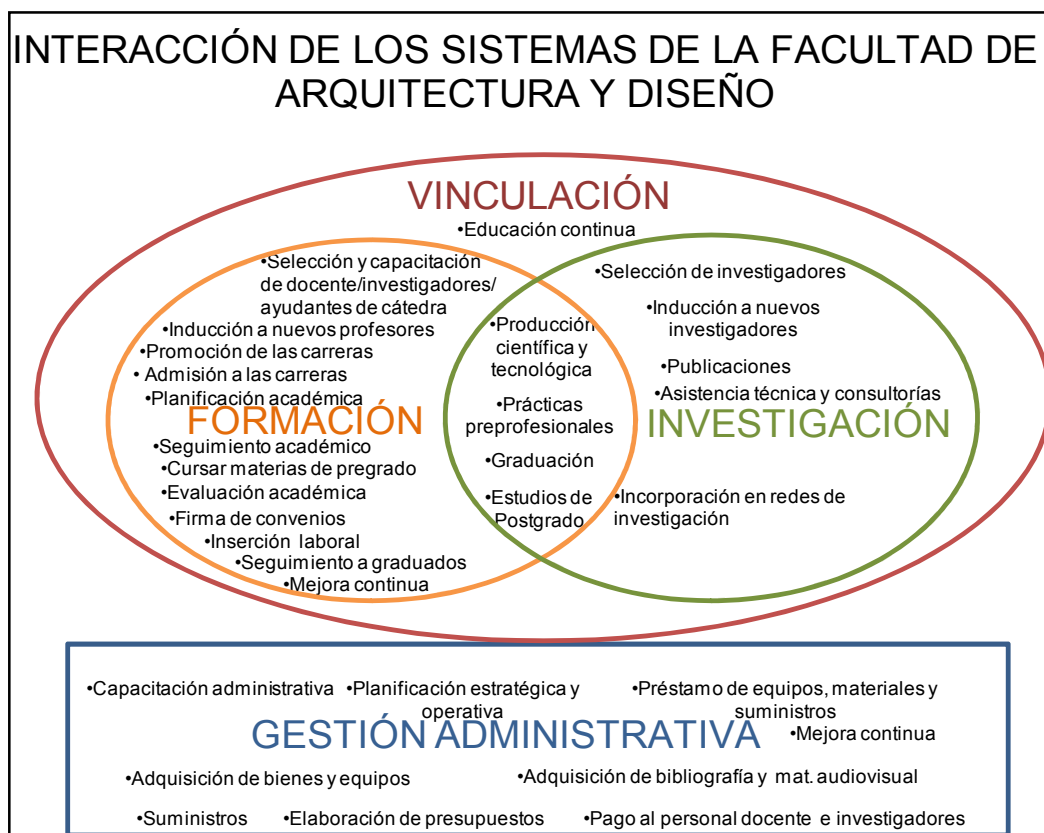 INTERACCIÓN DE LOS SISTEMAS DE LA FACULTAD DE
ARQUITECTURA Y DISEÑO
VINCULACIÓN
•Educación continua
•Selección y capacitación
de docente/investigadores/
ayudantes de cátedra
•Inducción a nuevos profesores
•Promoción de las carreras
• Admisión a las carreras
•Planificación académica
FORMACIÓN
•Seguimiento académico
•Cursar materias de pregrado
•Evaluación académica
•Firma de convenios
•Inserción laboral
•Seguimiento a graduados
•Mejora continua
•Producción
científica y
tecnológica
•Prácticas
preprofesionales
•Graduación
•Estudios de
Postgrado
•Selección de investigadores
•Inducción a nuevos
investigadores
•Publicaciones
•Asistencia técnica y consultorías
INVESTIGACIÓN
•Incorporación en redes de
investigación
•Capacitación administrativa
•Planificación estratégica y
operativa
•Préstamo de equipos, materiales y
suministros
GESTIÓN ADMINISTRATIVA
•Mejora continua
•Adquisición de bienes y equipos
•Adquisición de bibliografía y mat. audiovisual
•Suministros
•Elaboración de presupuestos
•Pago al personal docente e investigadores